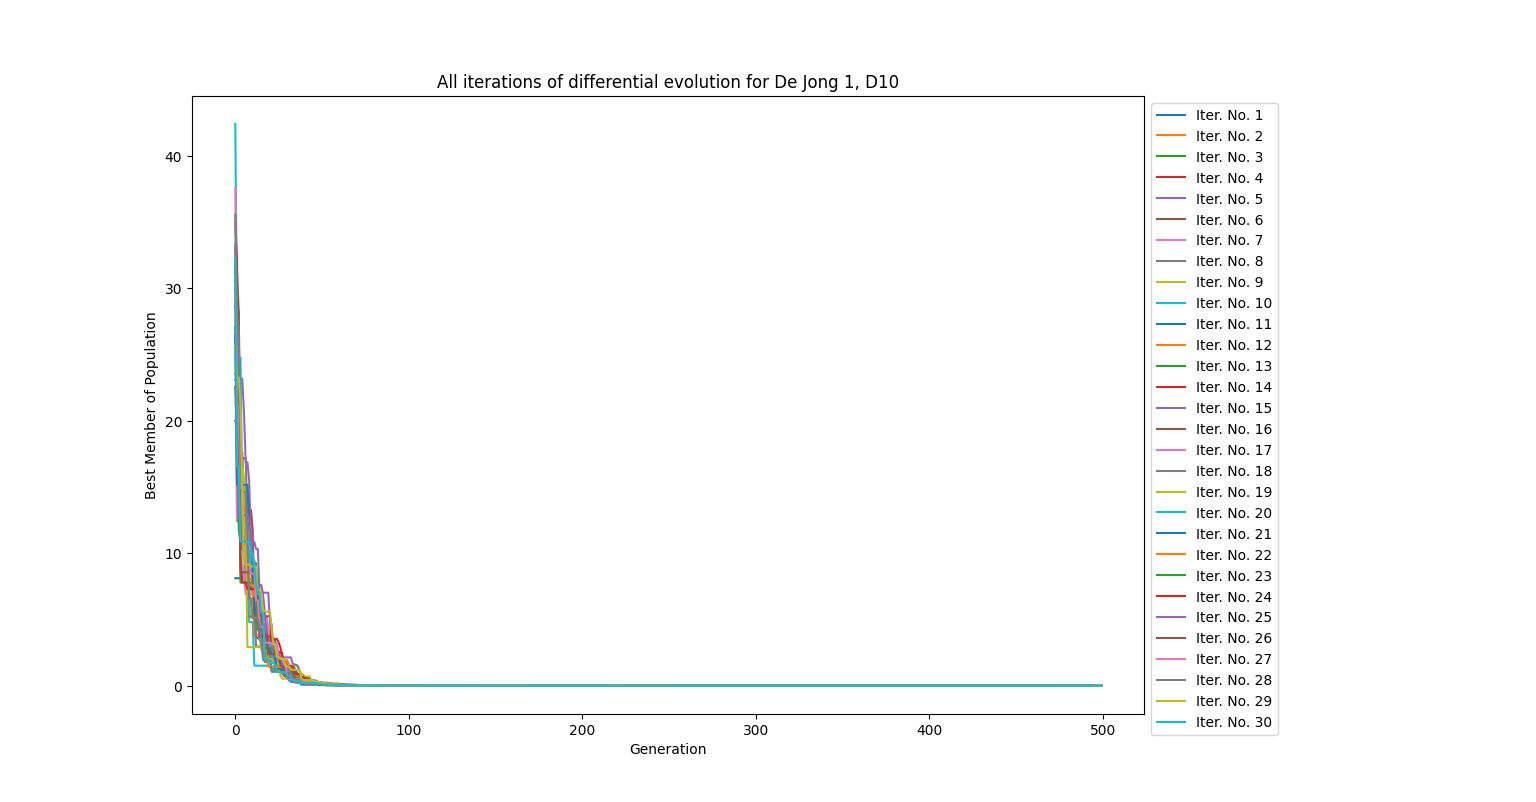 All iterations of differential evolution for De Jong 1, D10
Best Member of Population
40
30
20
10
0
0
100
200
300
400
500
Generation
Iter. No. 1
Iter. No. 2
Iter. No. 3
Iter. No. 4
Iter. No. 5
Iter. No. 6
Iter. No. 7
Iter. No. 8
Iter. No. 9
Iter. No. 10
Iter. No. 11
Iter. No. 12
Iter. No. 13
Iter. No. 14
Iter. No. 15
Iter. No. 16
Iter. No. 17
Iter. No. 18
Iter. No. 19
Iter. No. 20
Iter. No. 21
Iter. No. 22
Iter. No. 23
Iter. No. 24
Iter. No. 25
Iter. No. 26
Iter. No. 27
Iter. No. 28
Iter. No. 29
Iter. No. 30